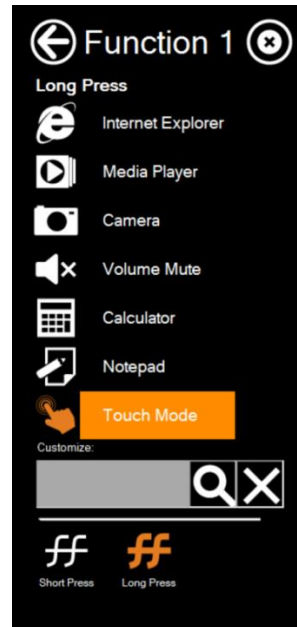 Function 1
Long Press
Internet Explorer
Media Player
Camera
Volume Mute
Calculator
Notepad
Touch Mode
Customize:
Short Press
Long Press